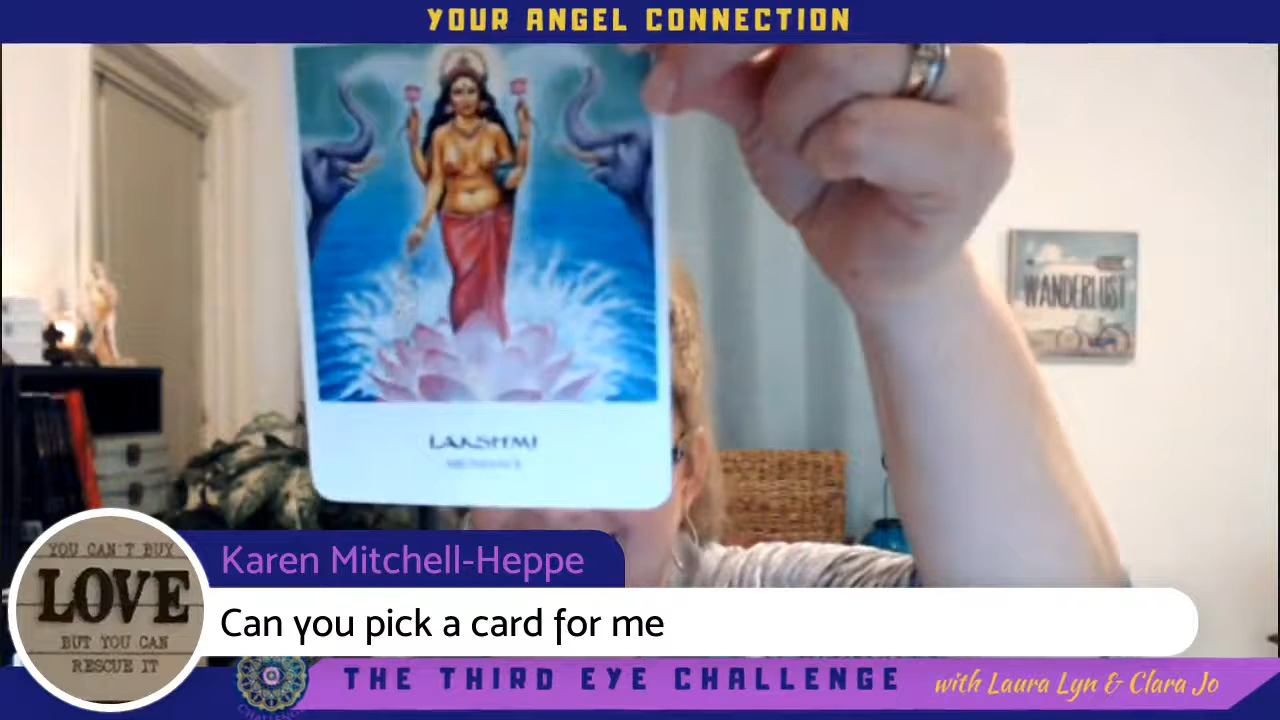 YOUR ANGEL CONNECTION
WANDERLUST
LAKSHMI
Karen Mitchell-Heppe
Can you pick a card for me
YOU CAN'T BUY
LOVE
BUT YOU CAN
RESCUE IT
THE THIRD EYE CHALLENGE
with Laura Lyn & Clara Jo